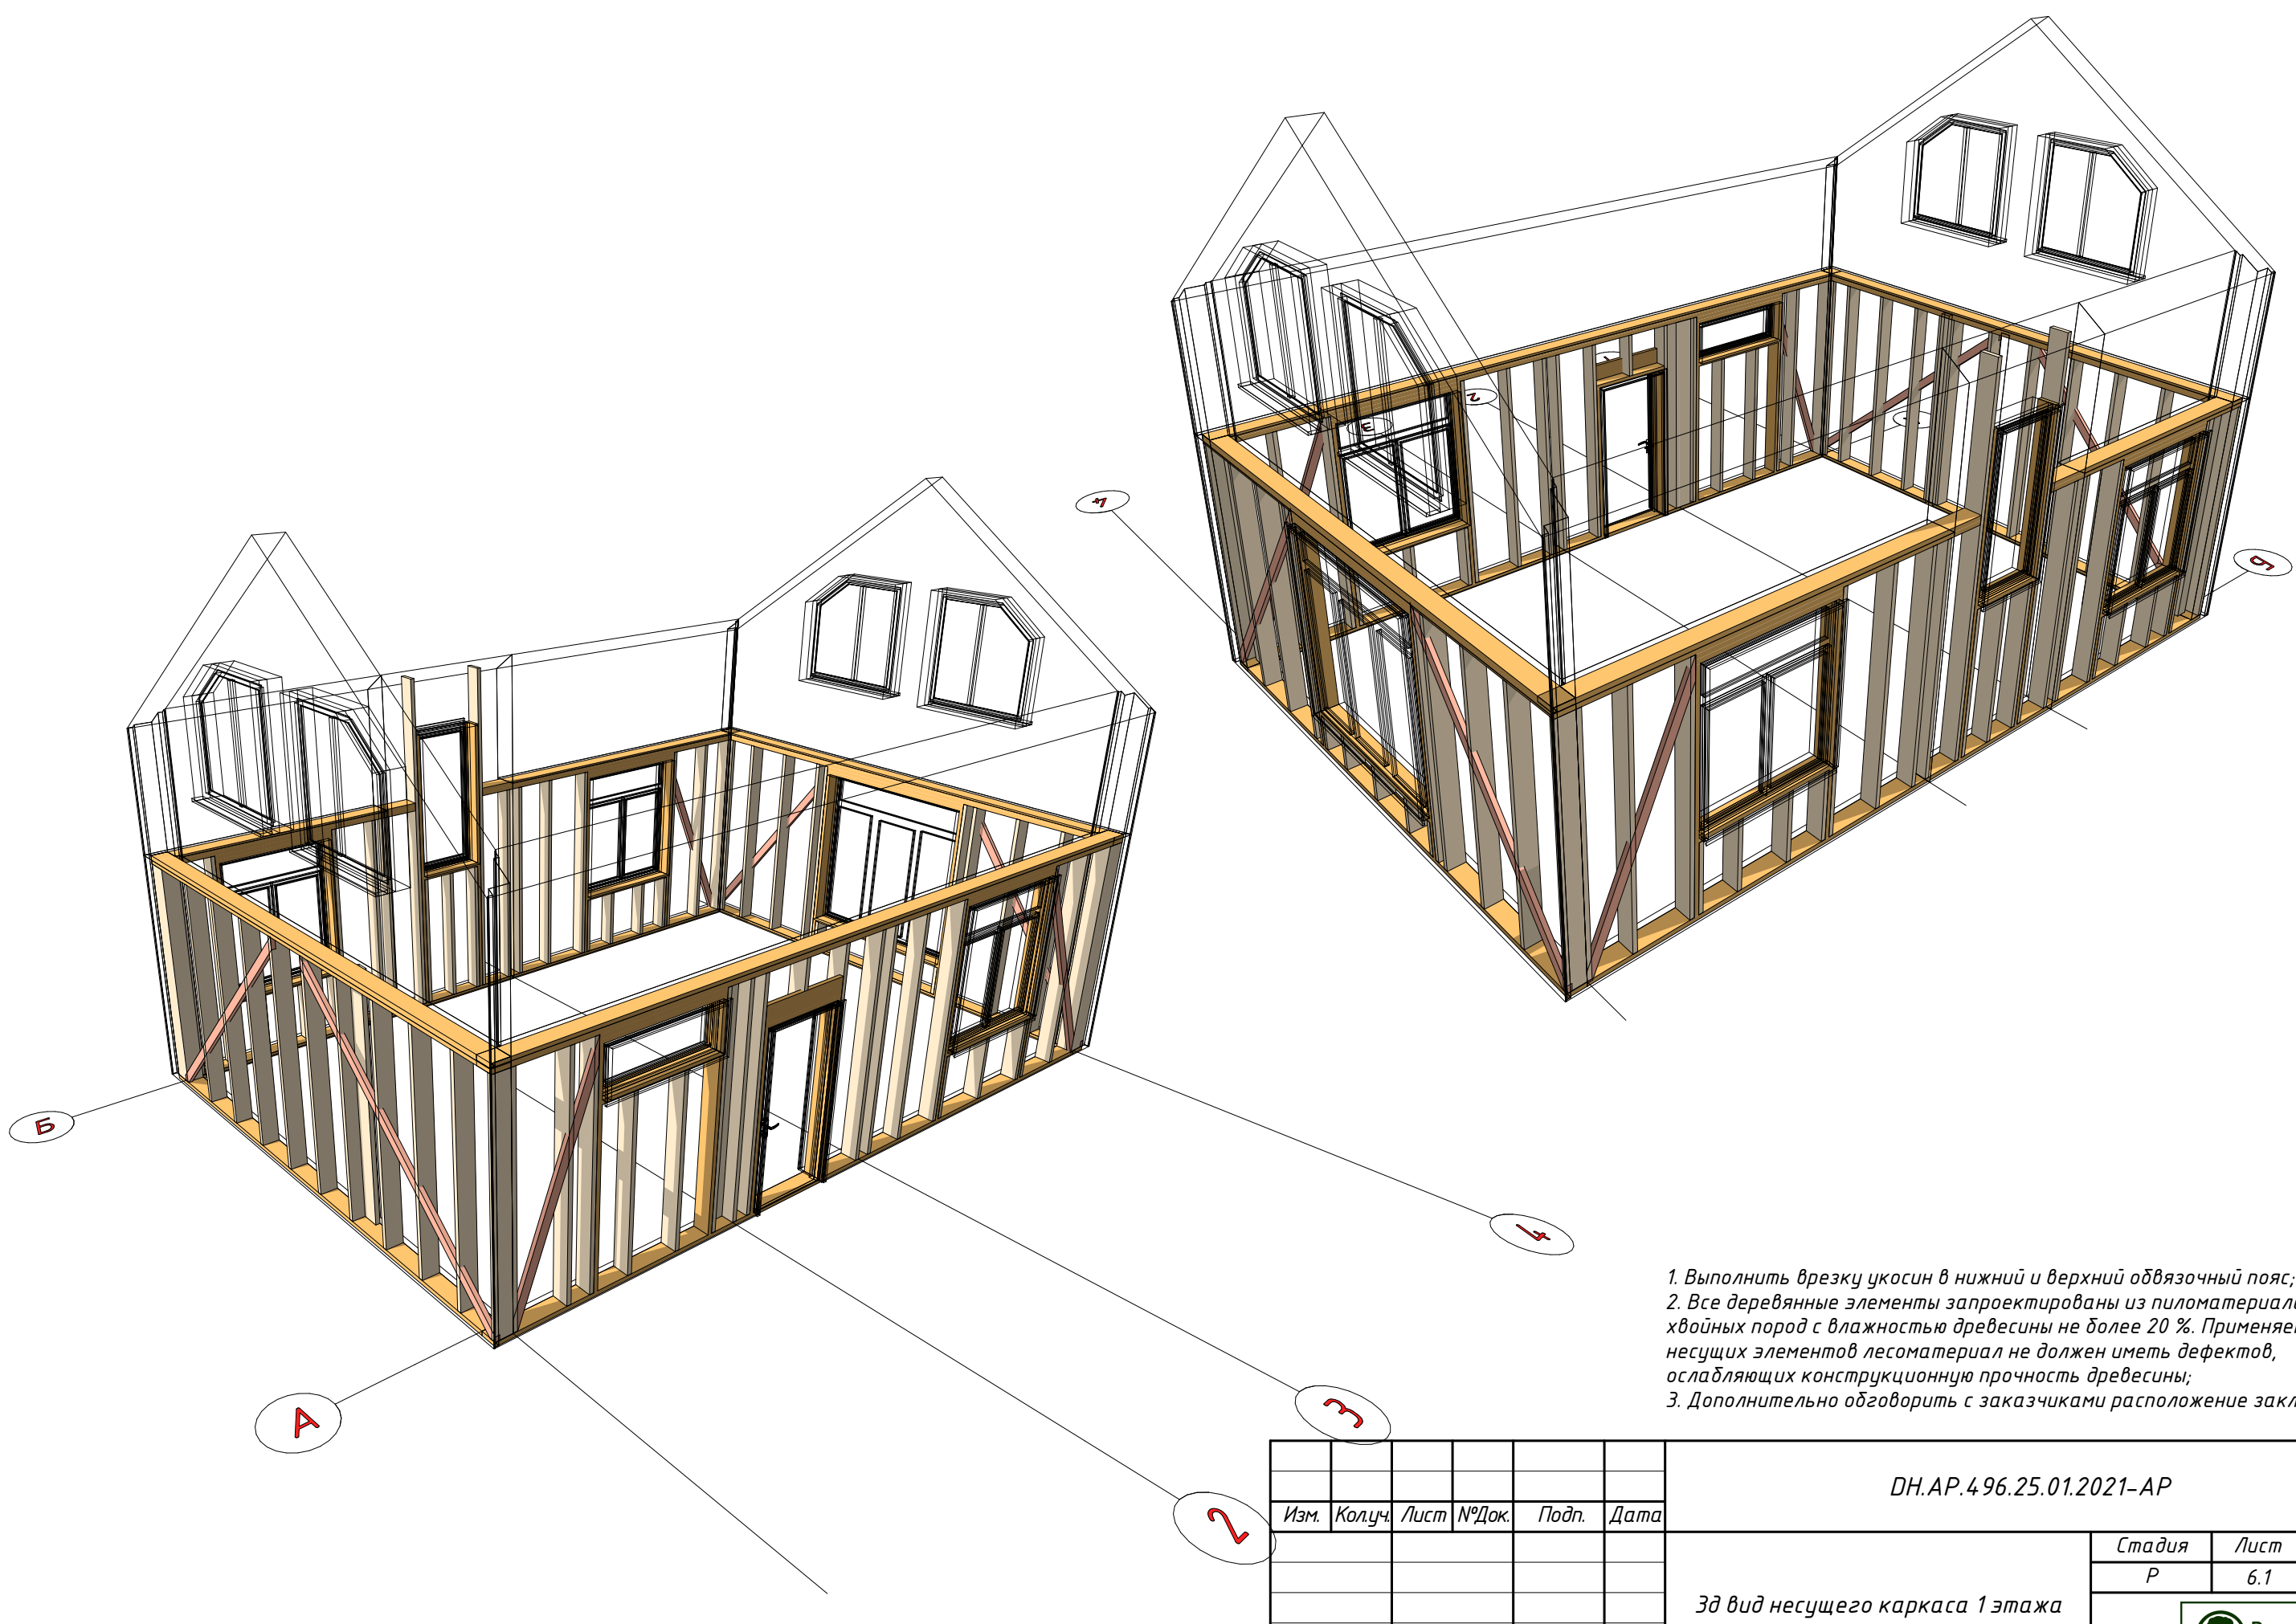 4
Б
3
2
Б
4
А
3
2
1. Выполнить врезку укосин в нижний и верхний обвязочный пояс;
2. Все деревянные элементы запроектированы из
хвойных пород с влажностью древесины не более 20 %.
несущих элементов лесоматериал не должен иметь дефектов,
ослабляющих конструкционную прочность древесины;
3. Дополнительно обговорить с заказчиками расположение
DH.AP.496.25.01.2021-AP
Изм. Кол.уч. Лист №Док. Подп. Дата
Стадия Лист
Р 6.1
3д вид несущего каркаса 1 этажа